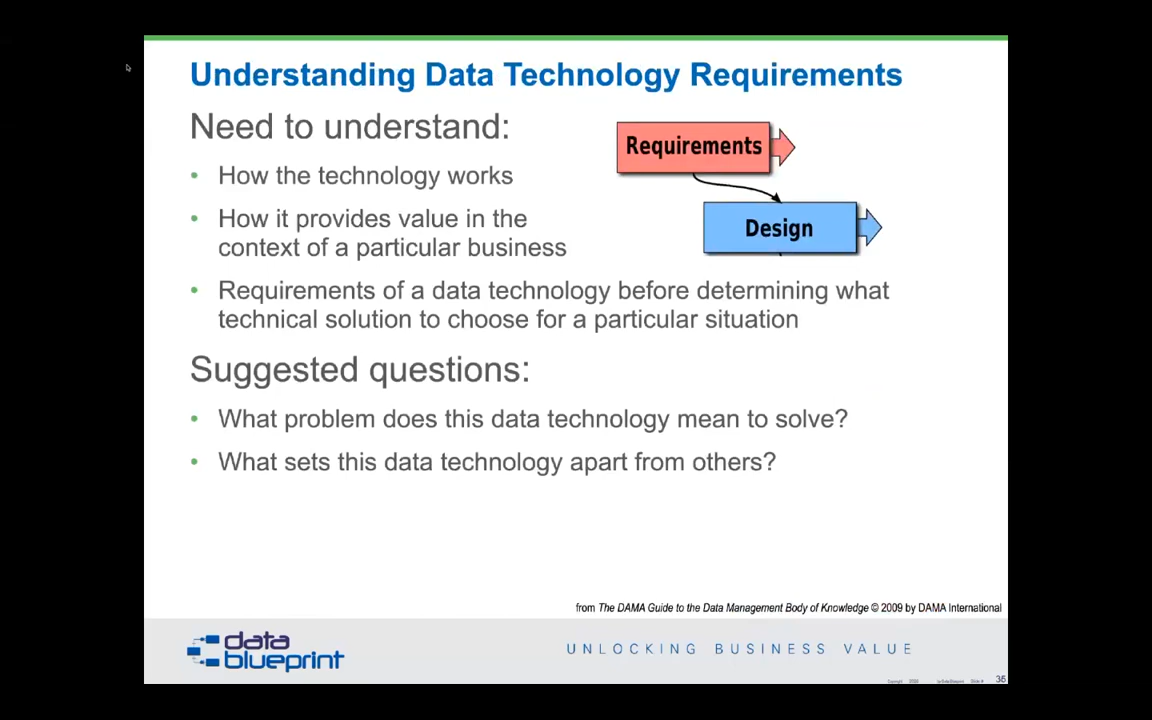 Understanding Data Technology Requirements
Need to understand:
Requirements
• How the technology works
• How it provides value in the
context of a particular business
Design
• Requirements of a data technology before determining what
technical solution to choose for a particular situation
Suggested questions:
• What problem does this data technology mean to solve?
• What sets this data technology apart from others?
from The DAMA Guide to the Data Management Body of Knowledge © 2009 by DAMA International
data
blueprint
UNLOCKING BUSINESS VALUE
36